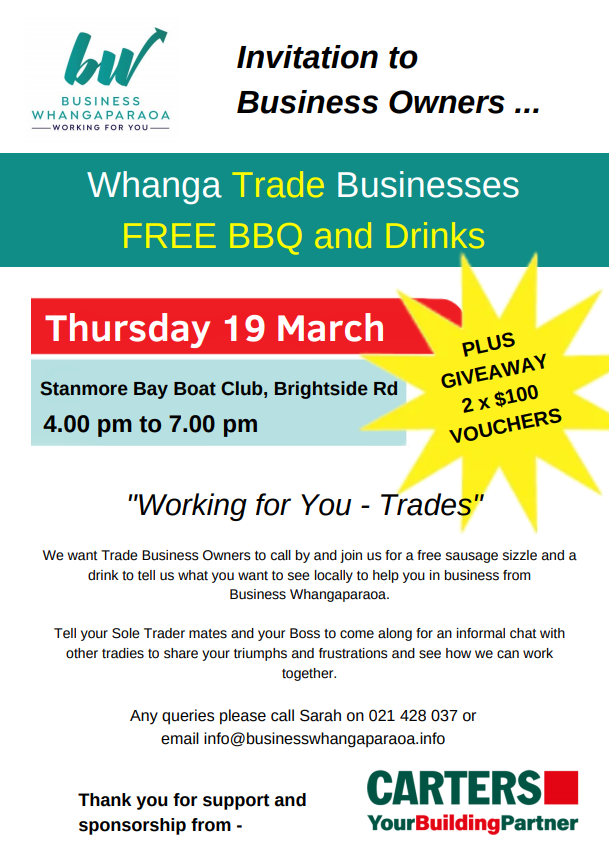 bw
BUSINESS
WHANGAPARAOA
WORKING FOR YOU
Invitation to
Business Owners ...
Whanga Trade Businesses
FREE BBQ and Drinks
Thursday 19 March
Stanmore Bay Boat Club, Brightside Rd
4.00 pm to 7.00 pm
PLUS
GIVEAWAY
2 x $100
VOUCHERS
"Working for You - Trades"
We want Trade Business Owners to call by and join us for a free sausage sizzle and a
drink to tell us what you want to see locally to help you in business from
Business Whangaparaoa.
Tell your Sole Trader mates and your Boss to come along for an informal chat with
other tradies to share your triumphs and frustrations and see how we can work
together.
Any queries please call Sarah on 021 428 037 or
email info@businesswhangaparaoa.info
Thank you for support and
sponsorship from -
CARTERS
YourBuildingPartner